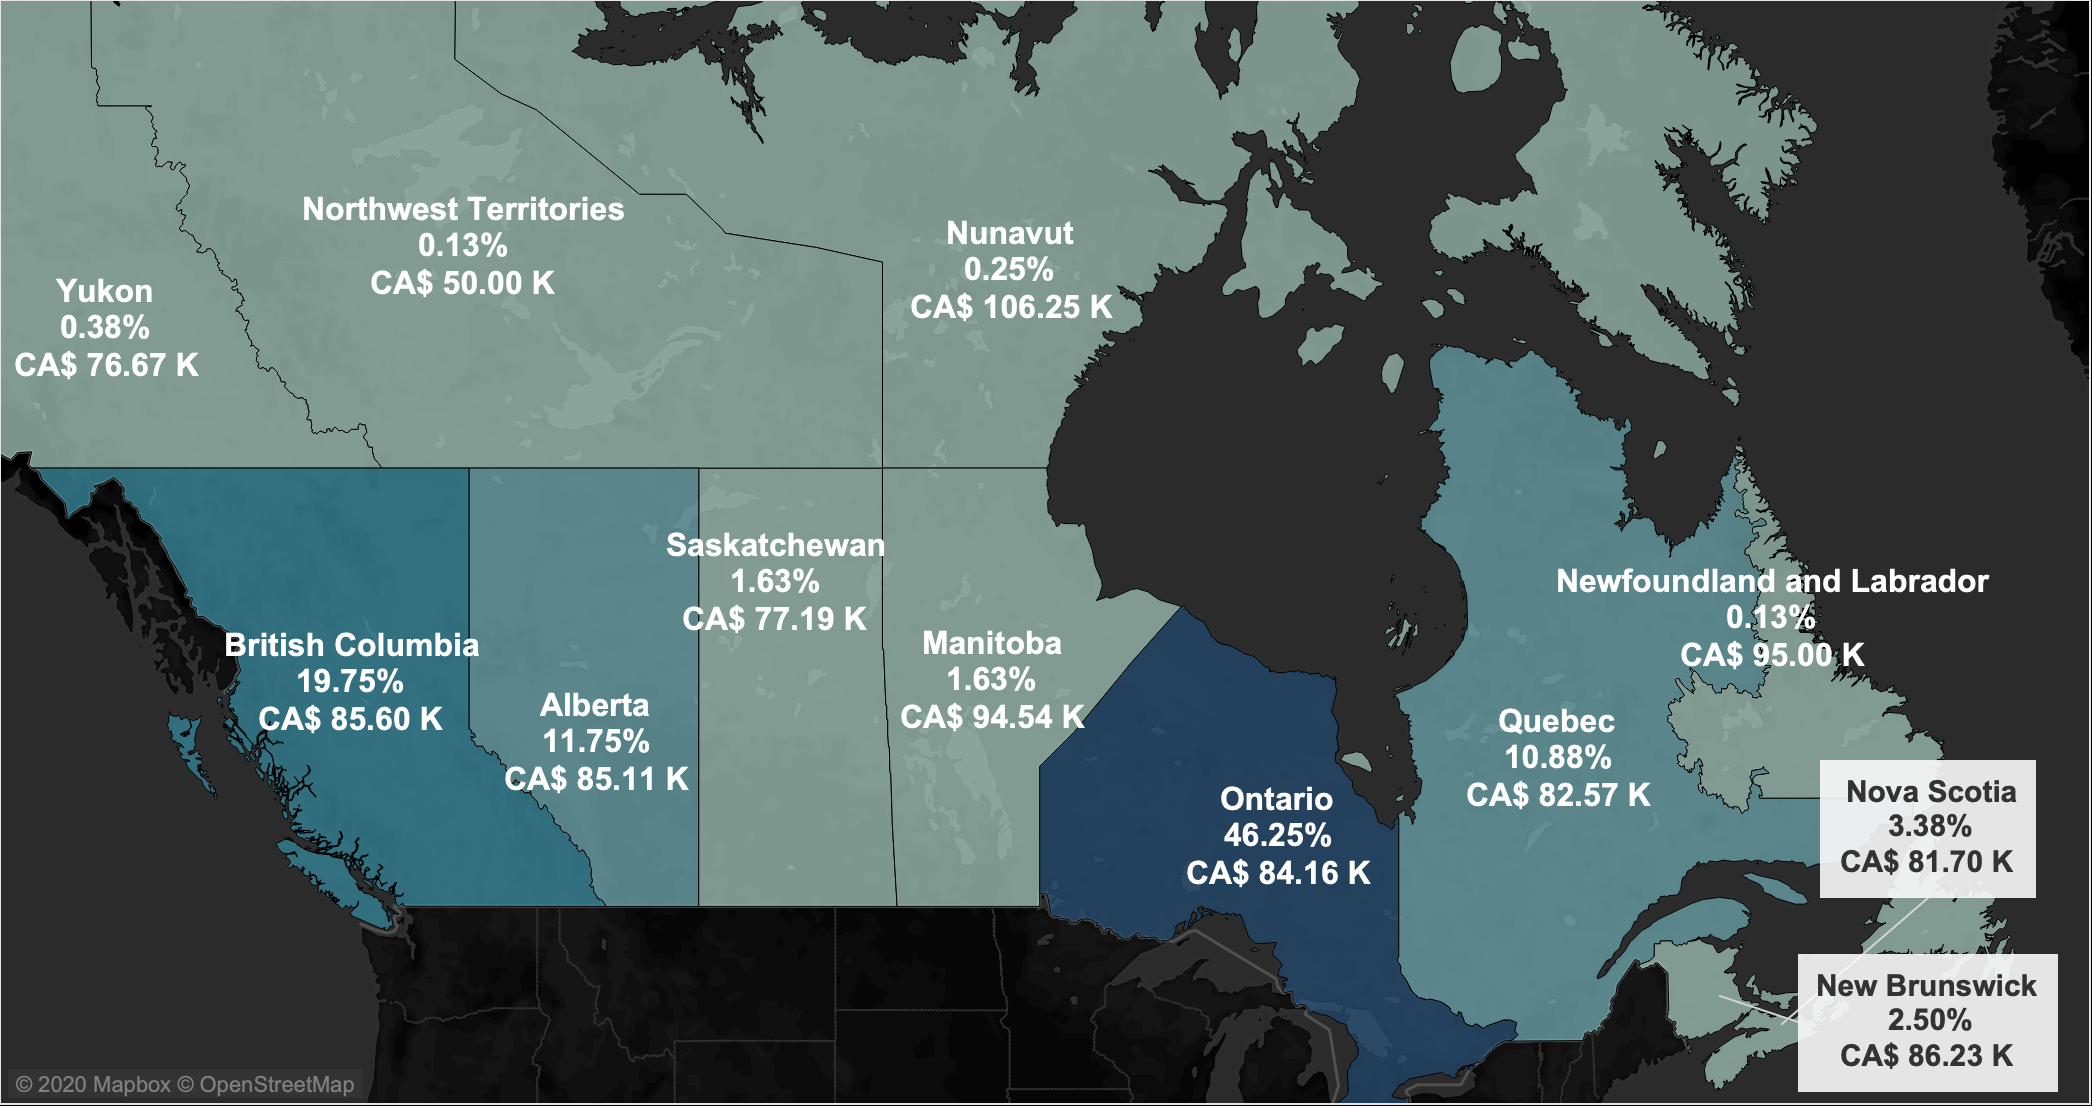 Northwest Territories
0.13%
CA$ 50.00 K
Nunavut
0.25%
CA$ 106.25 K
Yukon
0.38%
CA$ 76.67 K
Saskatchewan
1.63%
CA$ 77.19 K
Newfoundland and Labrador
0.13%
CA$ 95.00 K
British Columbia
19.75%
CA$ 85.60 K
Manitoba
1.63%
CA$ 94.54 K
Alberta
11.75%
CA$ 85.11 K
Quebec
10.88%
CA$ 82.57 K
Ontario
46.25%
CA$ 84.16 K
Nova Scotia
3.38%
CA$ 81.70 K
New Brunswick
2.50%
CA$ 86.23 K
© 2020 Mapbox © OpenStreetMap